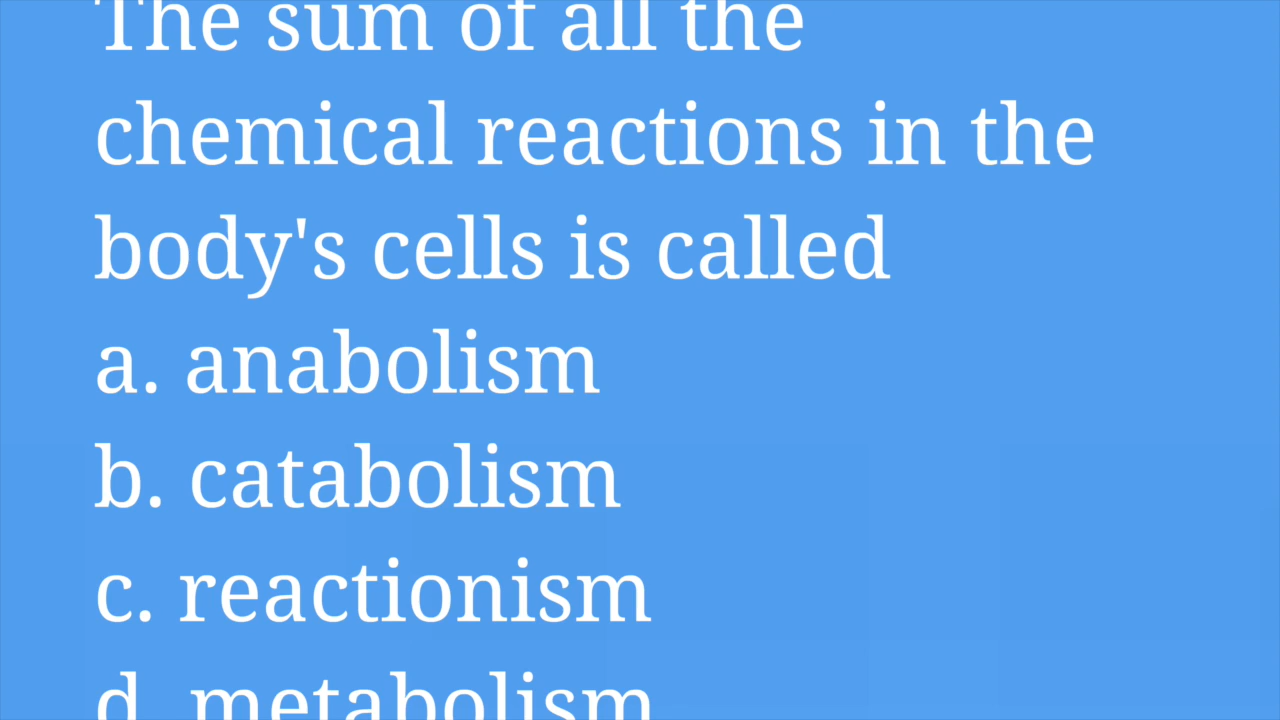 The sum of all the
chemical reactions in the
body's cells is called
a. anabolism
b. catabolism
c. reactionism
d. metabolism